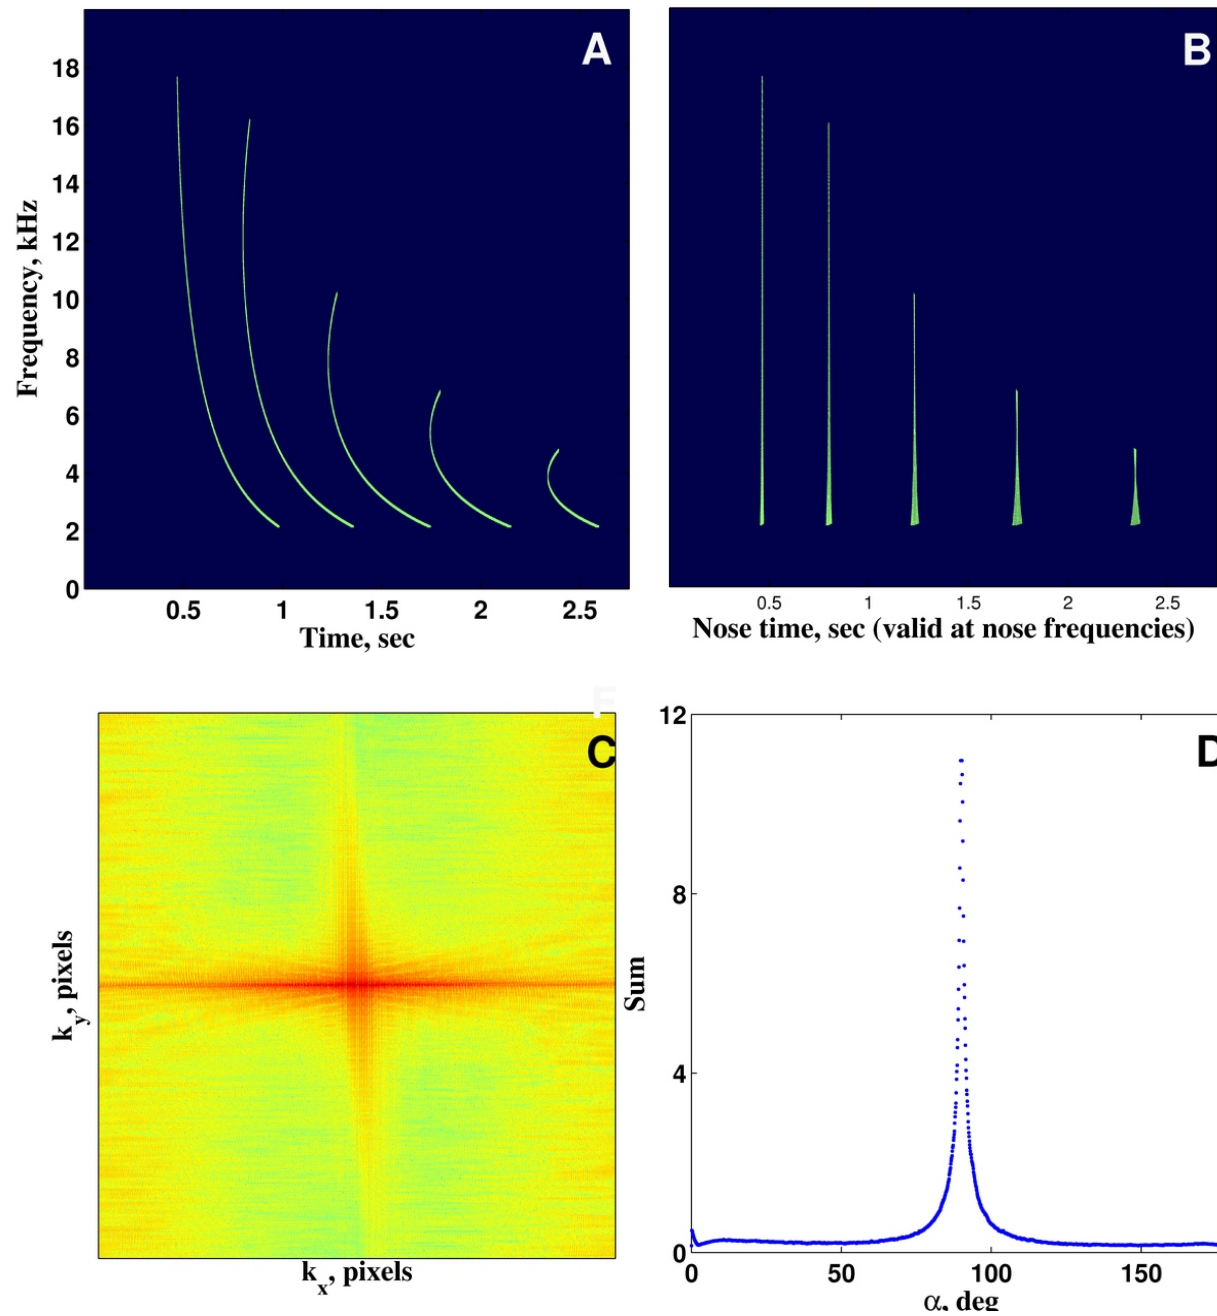 A
Frequency, kHz
18
16
14
12
10
8
6
4
2
0
0.5
1
1.5
2
2.5
Time, sec
B
0.5
1
1.5
2
2.5
Nose time, sec (valid at nose frequencies)
F
C
k_y, pixels
k_x, pixels
D
Sum
12
8
4
0
0
50
100
150
α, deg